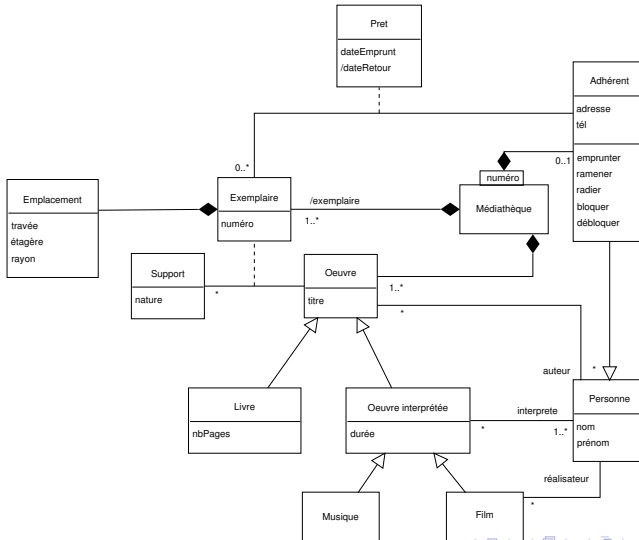 Pret
dateEmprunt
/dateRetour
Adhérent
adresse
tél
emprunter
ramener
radier
bloquer
débloquer
0..*
0..1
numéro
Médiathèque
Emplacement
travée
étagère
rayon
Exemplaire
numéro
/exemplaire
1..*
Support
nature
*
Oeuvre
titre
1..*
*
auteur
*
Livre
nbPages
Oeuvre interprétée
durée
interprete
*
1..*
Personne
nom
prénom
réalisateur
*
Musique
Film